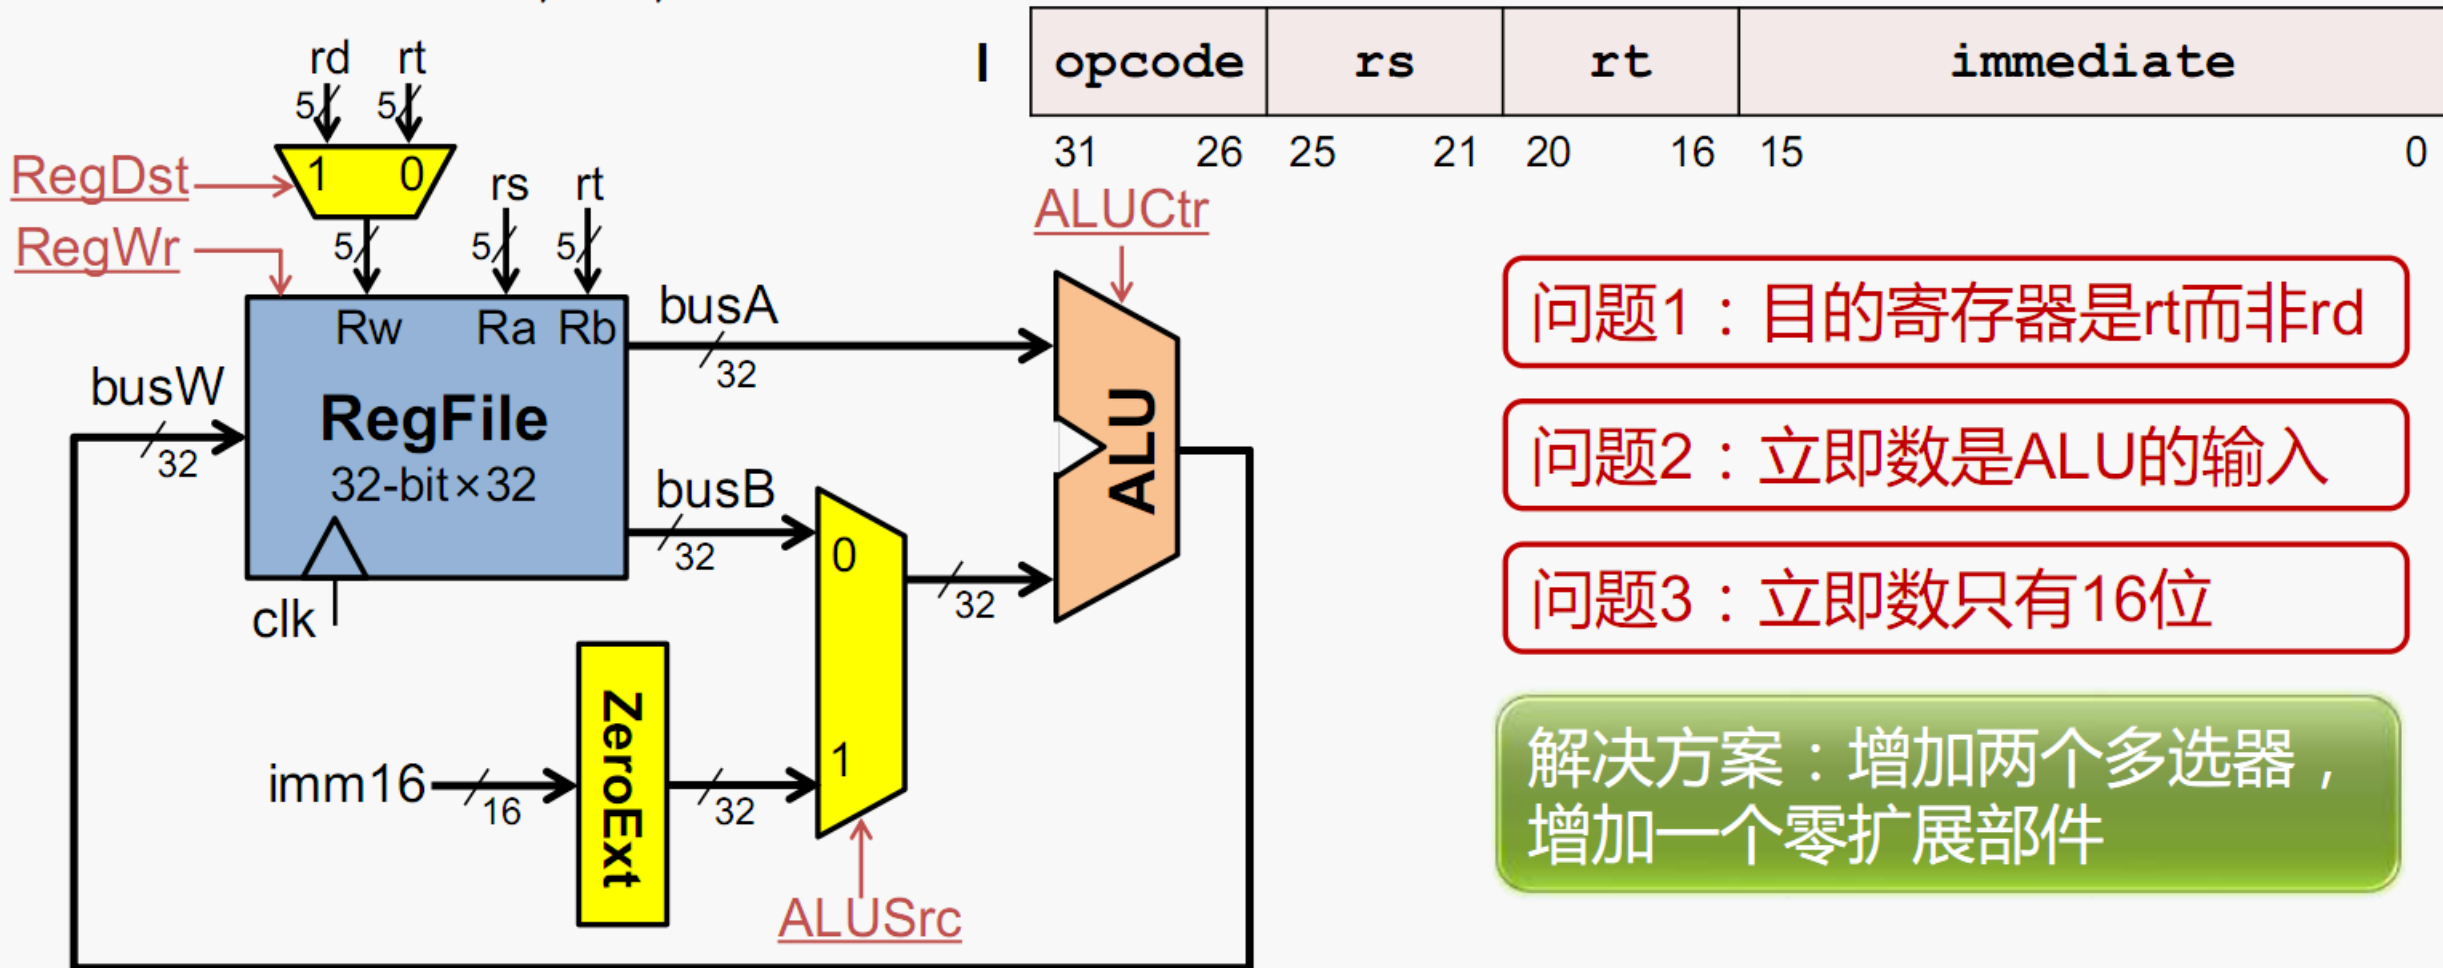 I
opcode rs rt immediate
31 26 25 21 20 16 15 0
rd rt
5 5
1 0
RegDst
RegWr
rs rt
5 5 5
ALUCtr
Rw Ra Rb
busA
32
busW
32
RegFile
32-bit×32
busB
32
clk
0
32
ALU
imm16
16
ZeroExt
32
1
ALUSrc
问题1：目的寄存器是rt而非rd
问题2：立即数是ALU的输入
问题3：立即数只有16位
解决方案：增加两个多选器，
增加一个零扩展部件